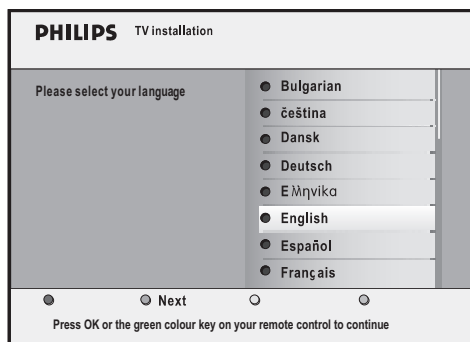 PHILIPS TV installation
Please select your language
Bulgarian
čeština
Dansk
Deutsch
Eλληνικα
English
Español
Français
Next
Press OK or the green colour key on your remote control to continue